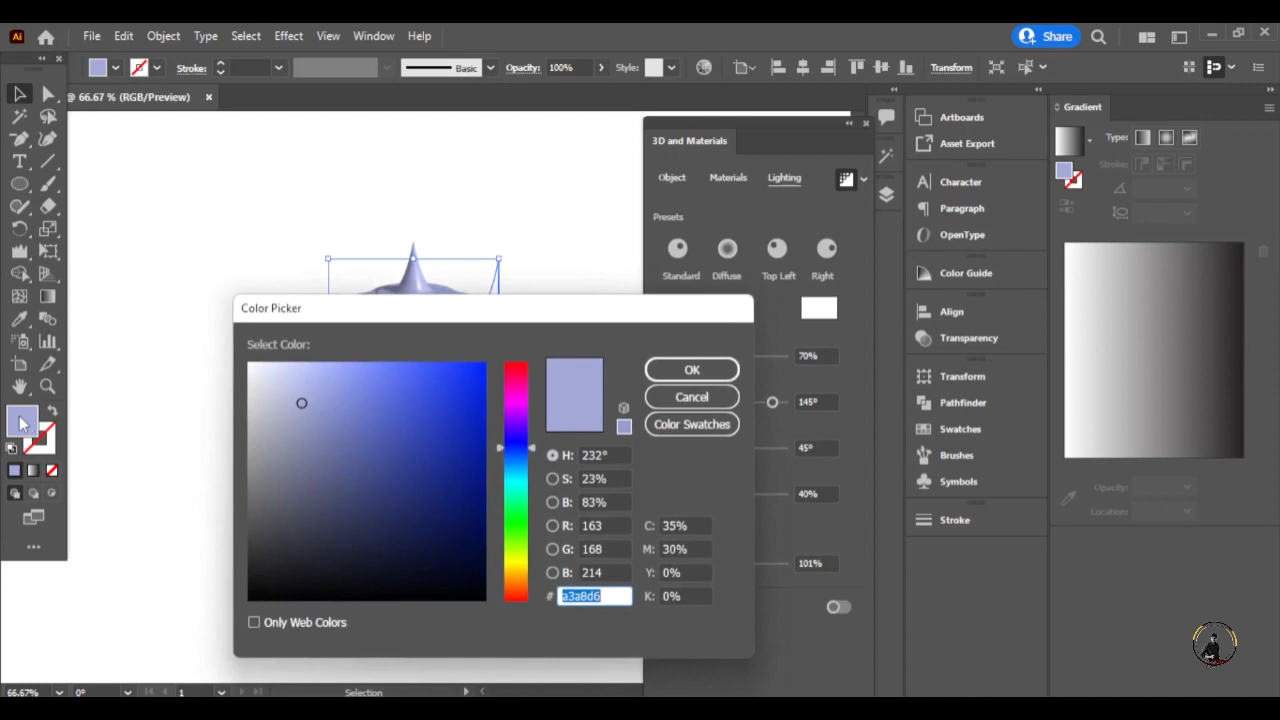 Ai File Edit Object Type Select Effect View Window Help Share
Stroke: Basic Opacity: 100% Style: Transform
@ 66.67 % (RGB/Preview) ×
3D and Materials
Object Materials Lighting
Presets
Standard Diffuse Top Left Right
70%
145°
45°
40%
101%
Color Picker
Select Color:
OK
Cancel
Color Swatches
H: 232°
S: 23%
B: 83%
R: 163 C: 35%
G: 168 M: 30%
B: 214 Y: 0%
# a3a8d6 K: 0%
Only Web Colors
Artboards
Asset Export
Character
Paragraph
OpenType
Color Guide
Align
Transparency
Transform
Pathfinder
Swatches
Brushes
Symbols
Stroke
Gradient
Type:
Stroke:
Opacity:
Location:
66.67% 0° 1 Selection